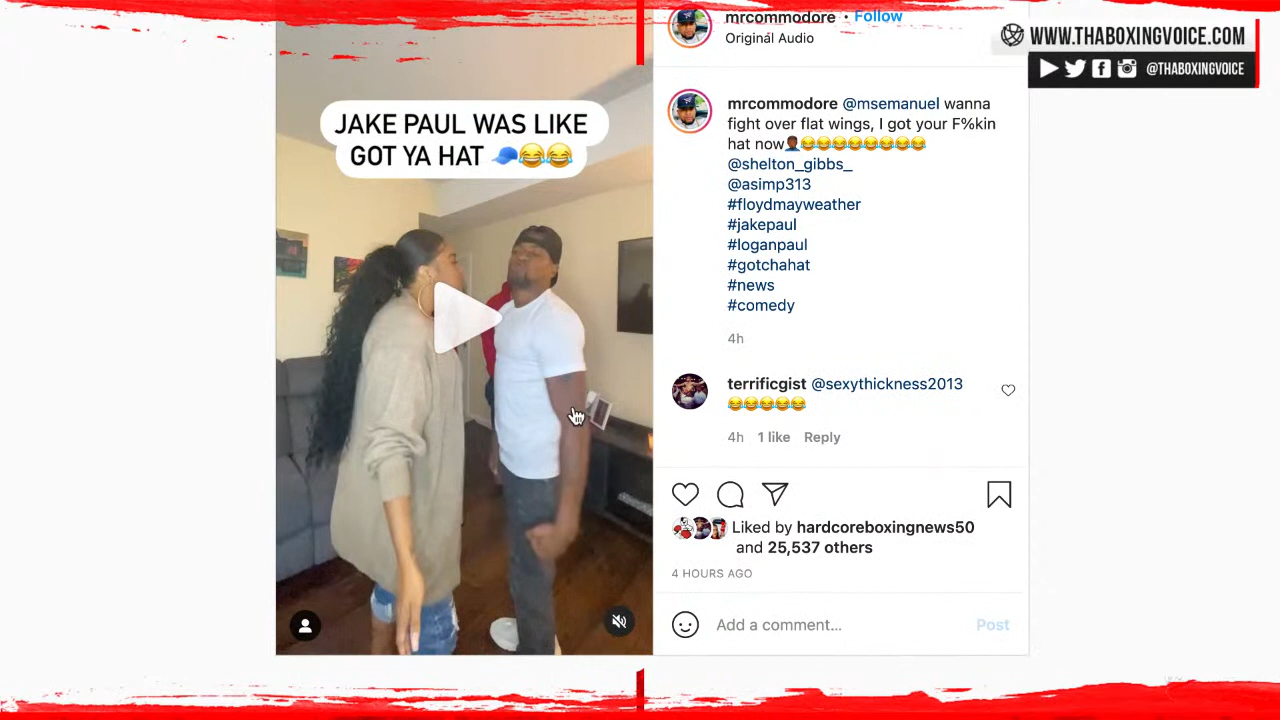 mrcommodore • Follow
Original Audio
WWW.THABOXINGVOICE.COM
@THABOXINGVOICE
JAKE PAUL WAS LIKE
GOT YA HAT 🧢😂😂
mrcommodore @msemanuel wanna
fight over flat wings, I got your F%kin
hat now🤦🏾‍♂️😂😂😂😂😂😂😂😂
@shelton_gibbs_
@asimp313
#floydmayweather
#jakepaul
#loganpaul
#gotchahat
#news
#comedy
4h
terrificgist @sexythickness2013
😂😂😂😂😂
4h 1 like Reply
Liked by hardcoreboxingnews50
and 25,537 others
4 HOURS AGO
Add a comment...
Post